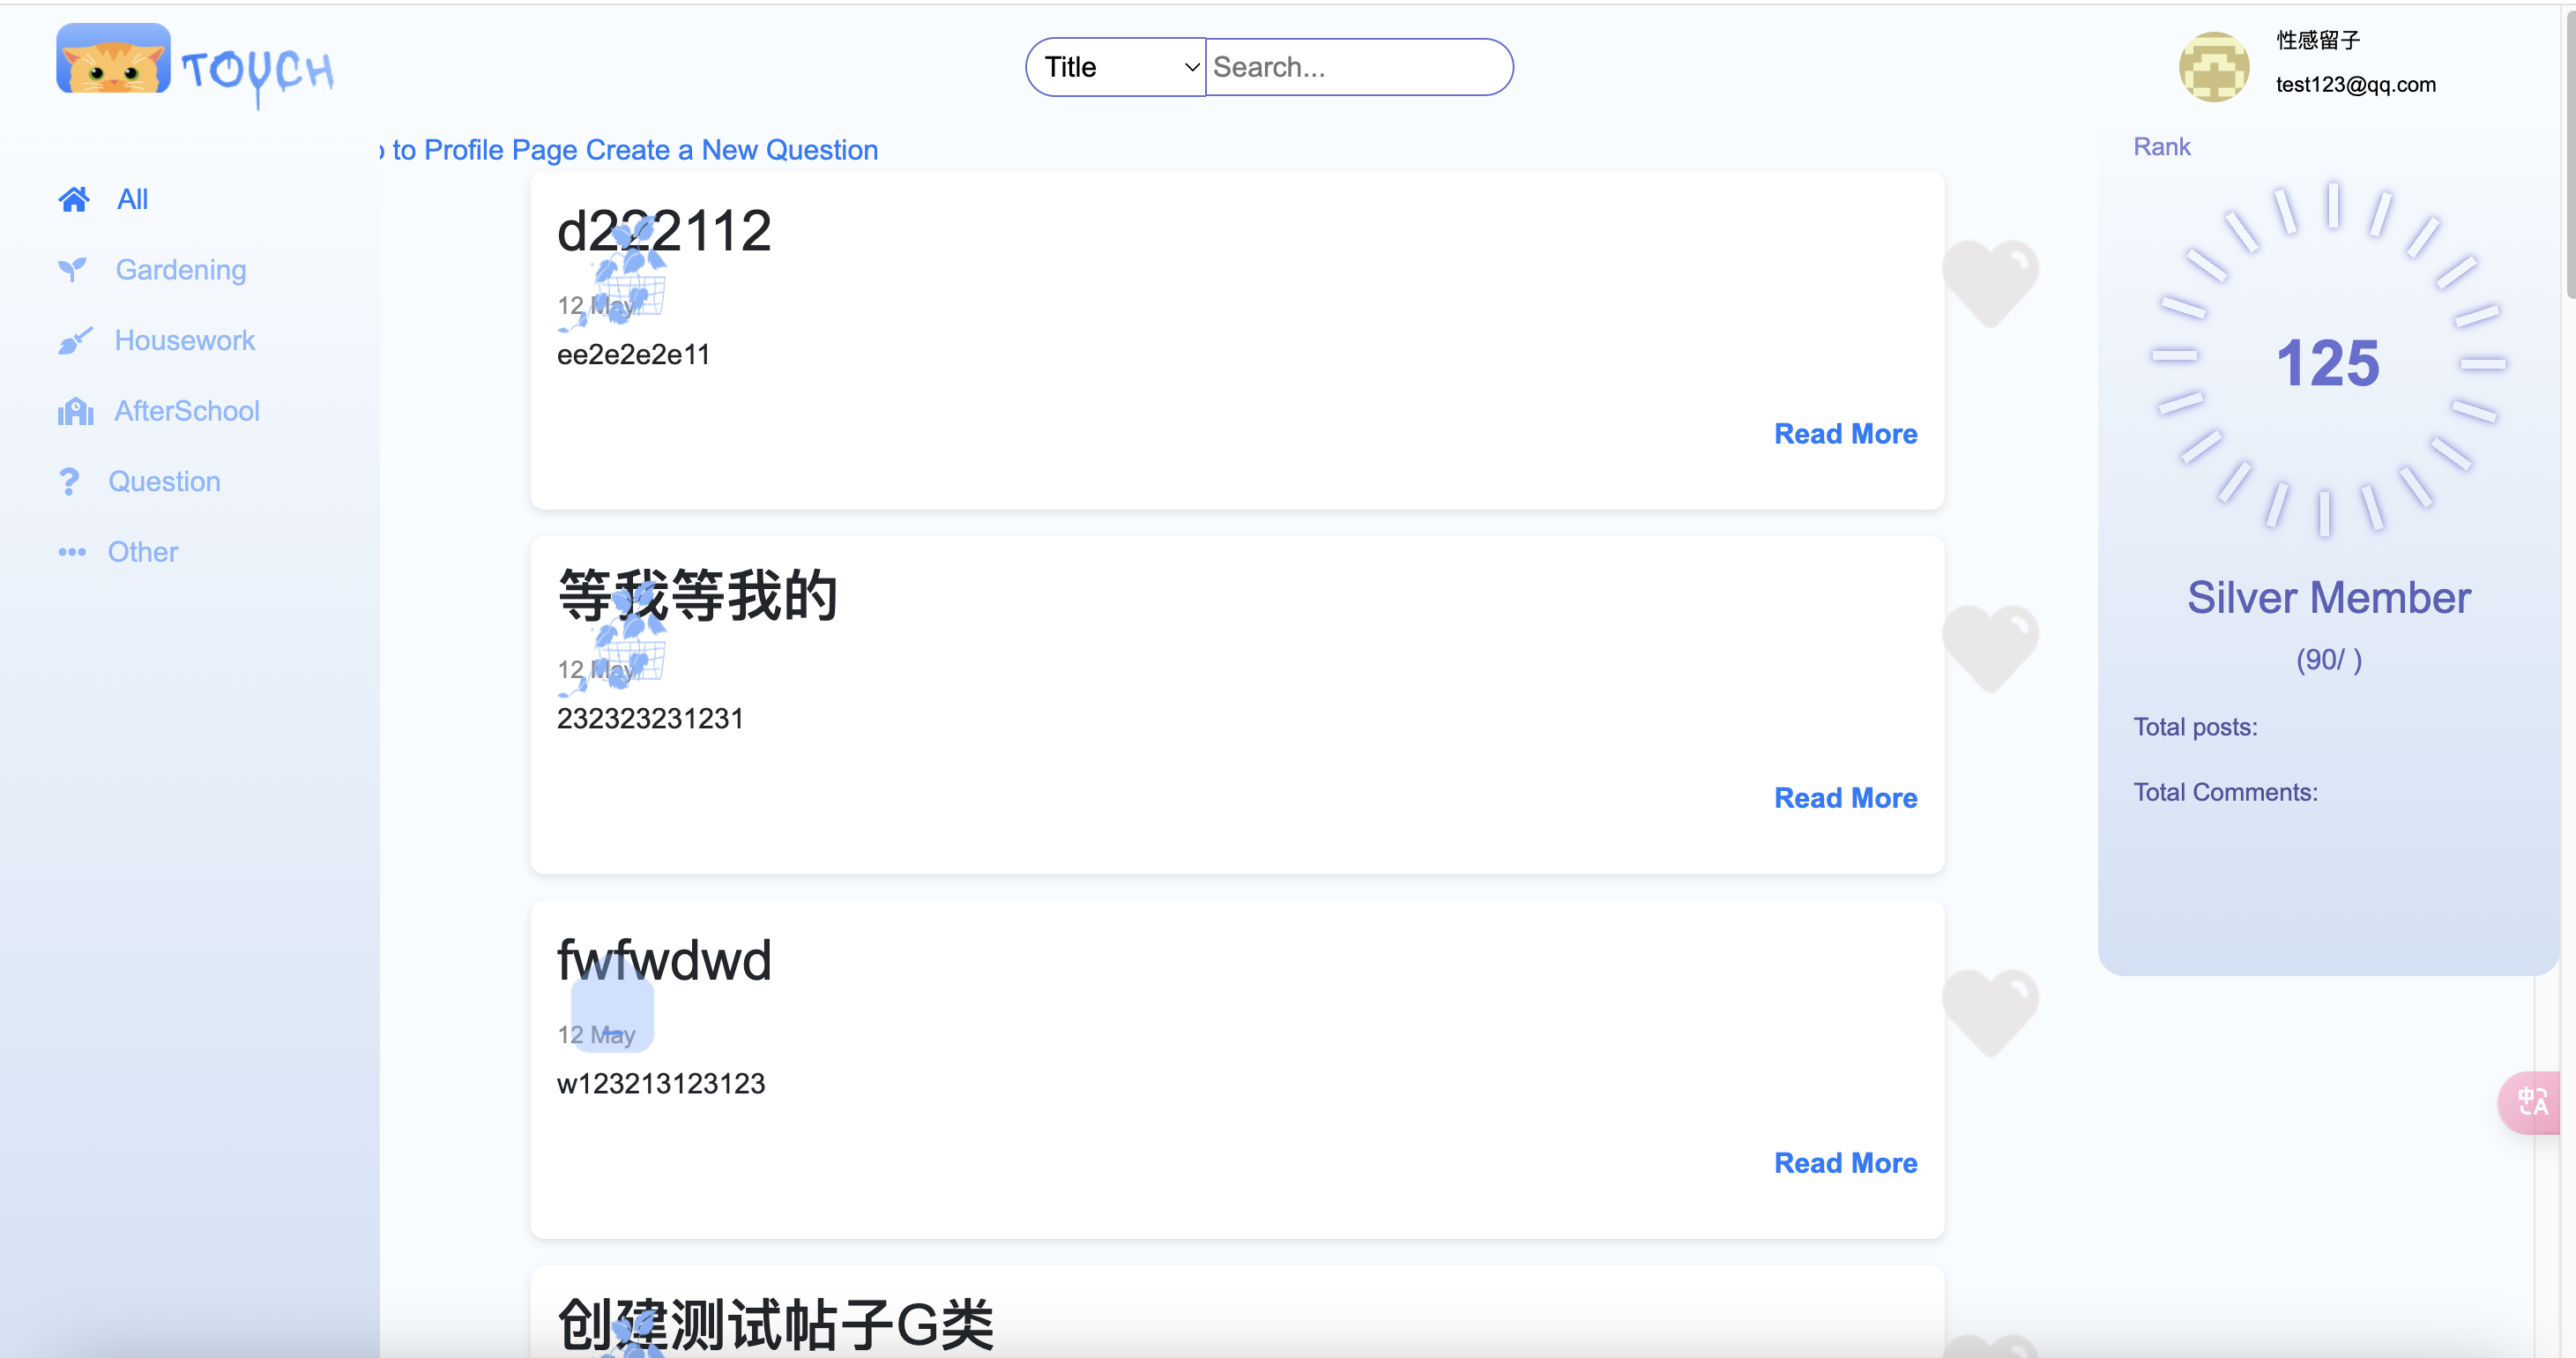 TOUCH
Title
Search...
性感留子
test123@qq.com
to Profile Page Create a New Question
All
Gardening
Housework
AfterSchool
Question
Other
d222112
12 May
ee2e2e2e11
Read More
等我等我的
12 May
232323231231
Read More
fwfwdwd
12 May
w123213123123
Read More
创建测试帖子G类
Rank
125
Silver Member
(90/ )
Total posts:
Total Comments:
中A